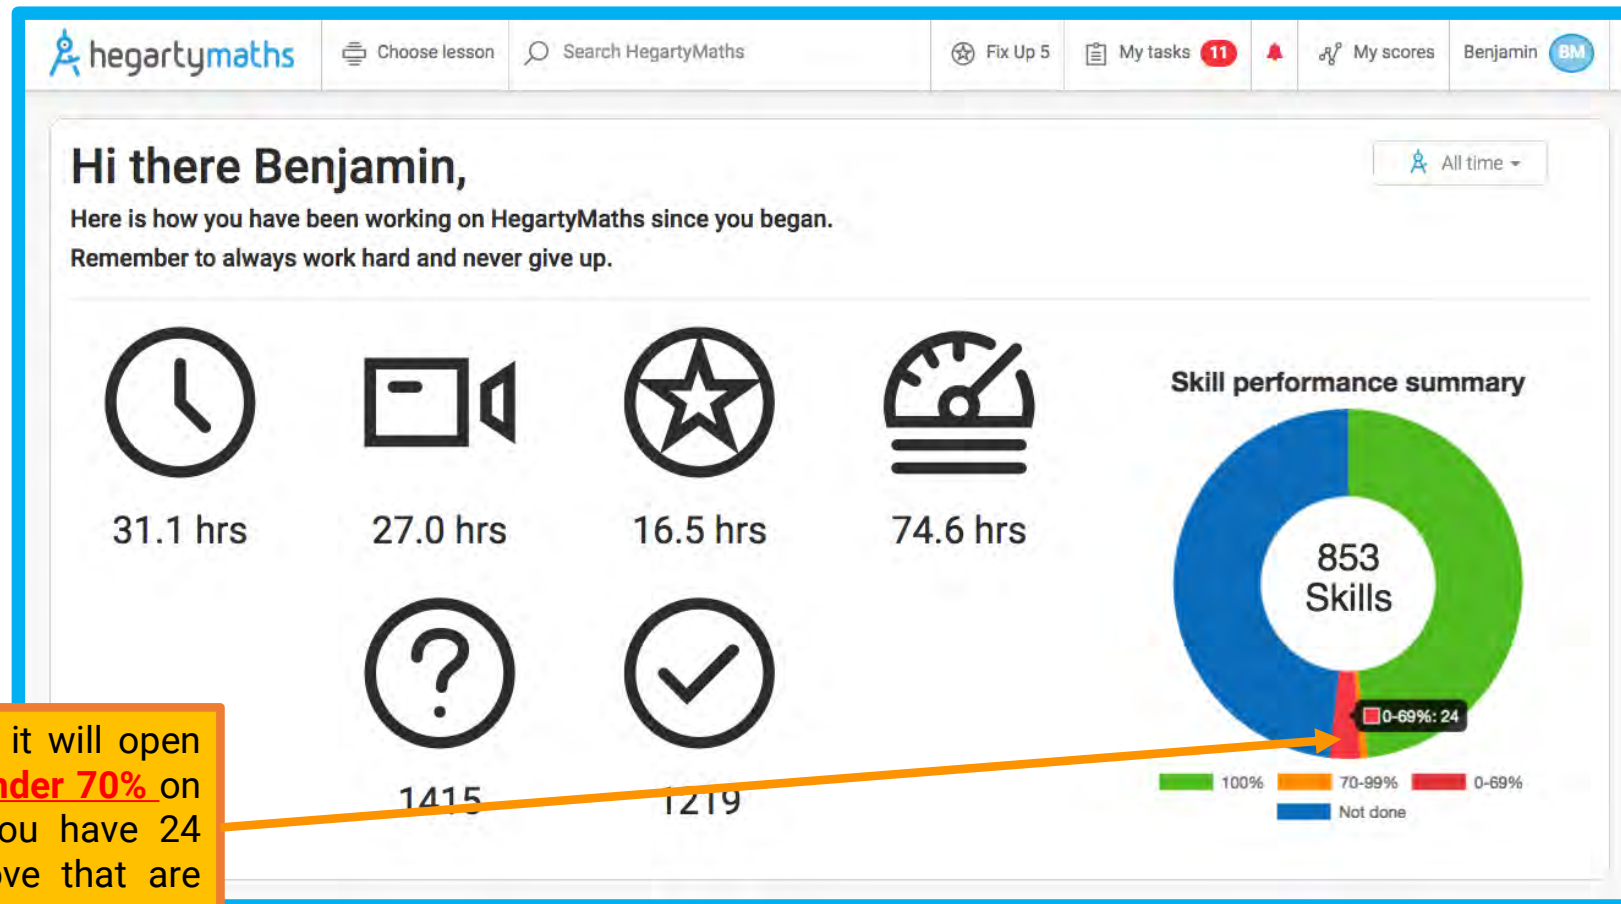 hegartymaths Choose lesson Search HegartyMaths Fix Up 5 My tasks 11 My scores Benjamin BM
Hi there Benjamin,
All time
Here is how you have been working on HegartyMaths since you began.
Remember to always work hard and never give up.
31.1 hrs 27.0 hrs 16.5 hrs 74.6 hrs
1415 1219
Skill performance summary
853
Skills
0-69%: 24
100% 70-99% 0-69%
Not done
it will open
nder 70% on
ou have 24
ove that are